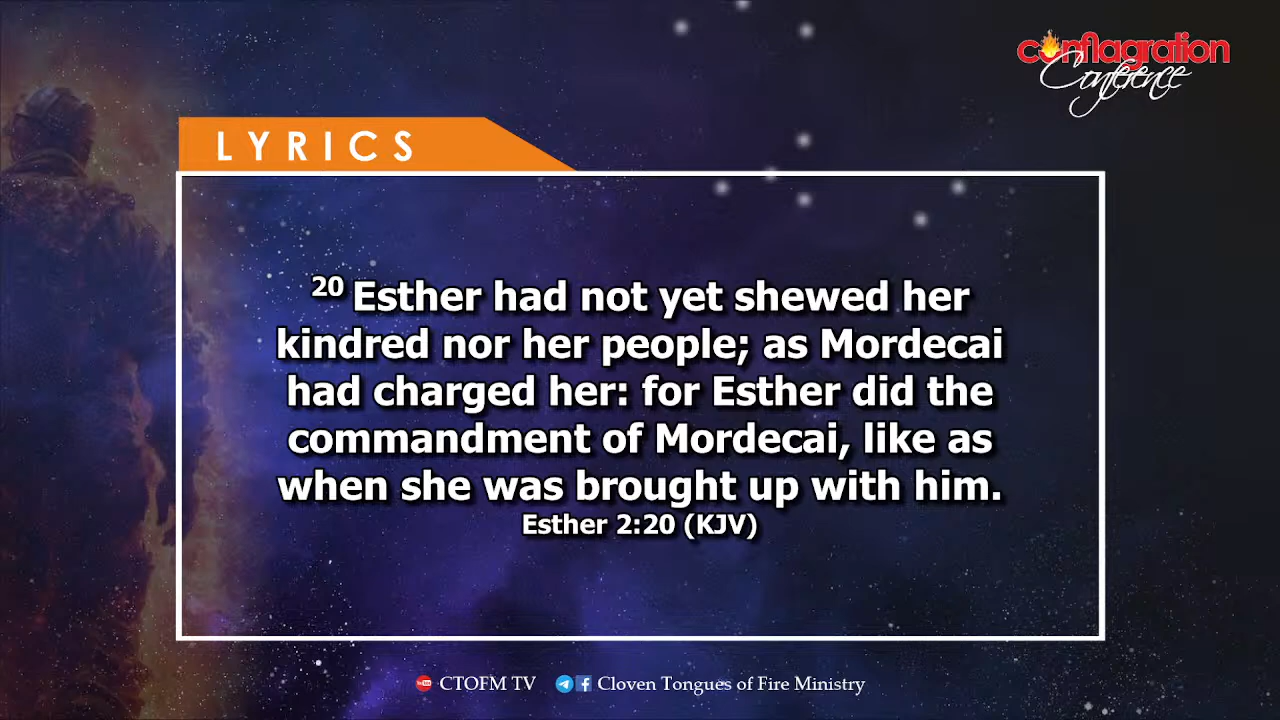 conflagration
Conference
LYRICS
20 Esther had not yet shewed her
kindred nor her people; as Mordecai
had charged her: for Esther did the
commandment of Mordecai, like as
when she was brought up with him.
Esther 2:20 (KJV)
CTOFM TV Cloven Tongues of Fire Ministry